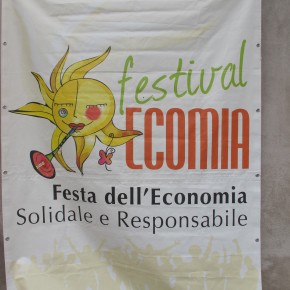 festival
ECOMIA
Festa dell'Economia
Solidale e Responsabile